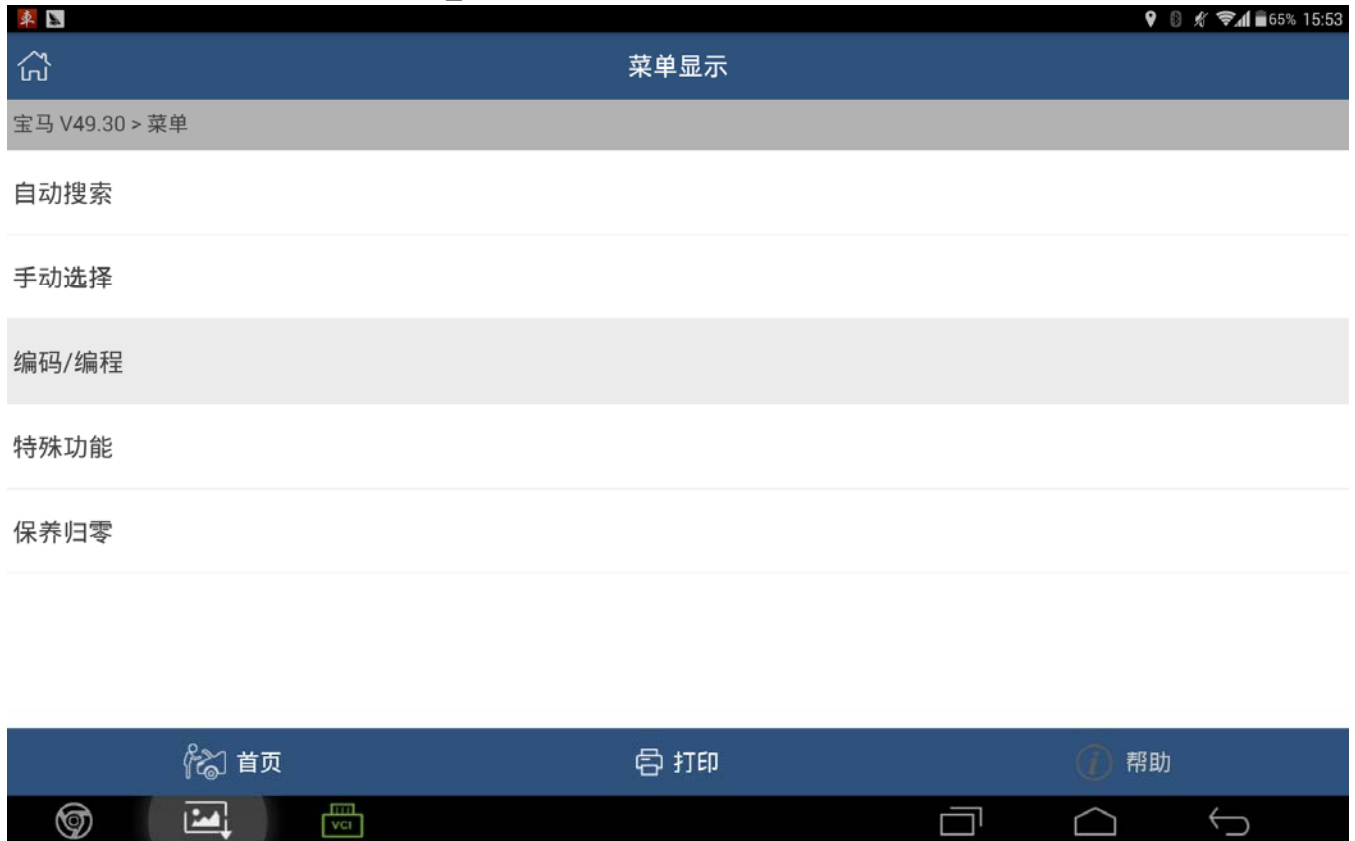 65% 15:53
菜单显示
宝马 V49.30 > 菜单
自动搜索
手动选择
编码/编程
特殊功能
保养归零
首页 打印 i 帮助
VCI